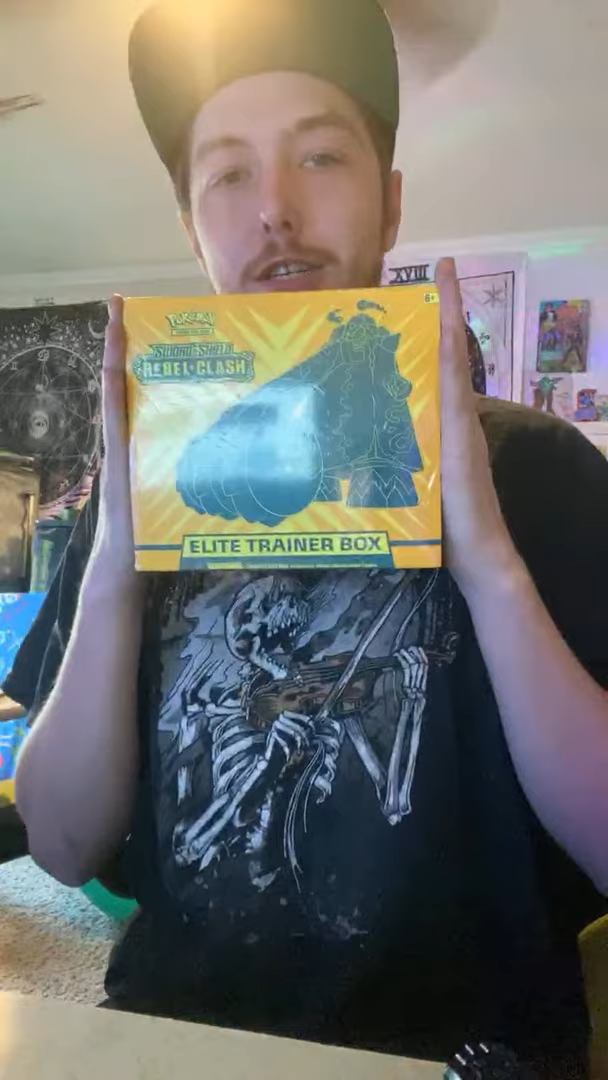 XVIII
6+
POKÉMON
SWORD & SHIELD
REBEL CLASH
ELITE TRAINER BOX